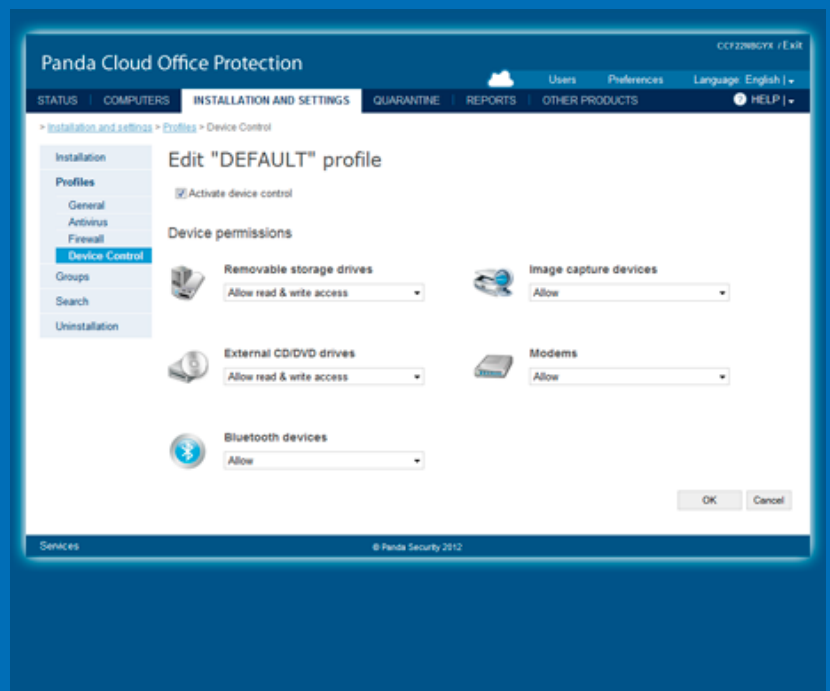 CCF22NBGYX / Exit
Panda Cloud Office Protection
Users Preferences Language: English | 
STATUS | COMPUTERS INSTALLATION AND SETTINGS QUARANTINE | REPORTS | OTHER PRODUCTS ? HELP |
> Installation and settings > Profiles > Device Control
Installation
Profiles
General
Antivirus
Firewall
Device Control
Groups
Search
Uninstallation
Edit "DEFAULT" profile
Activate device control
Device permissions
Removable storage drives
Allow read & write access
Image capture devices
Allow
External CD/DVD drives
Allow read & write access
Modems
Allow
Bluetooth devices
Allow
OK Cancel
Services © Panda Security 2012